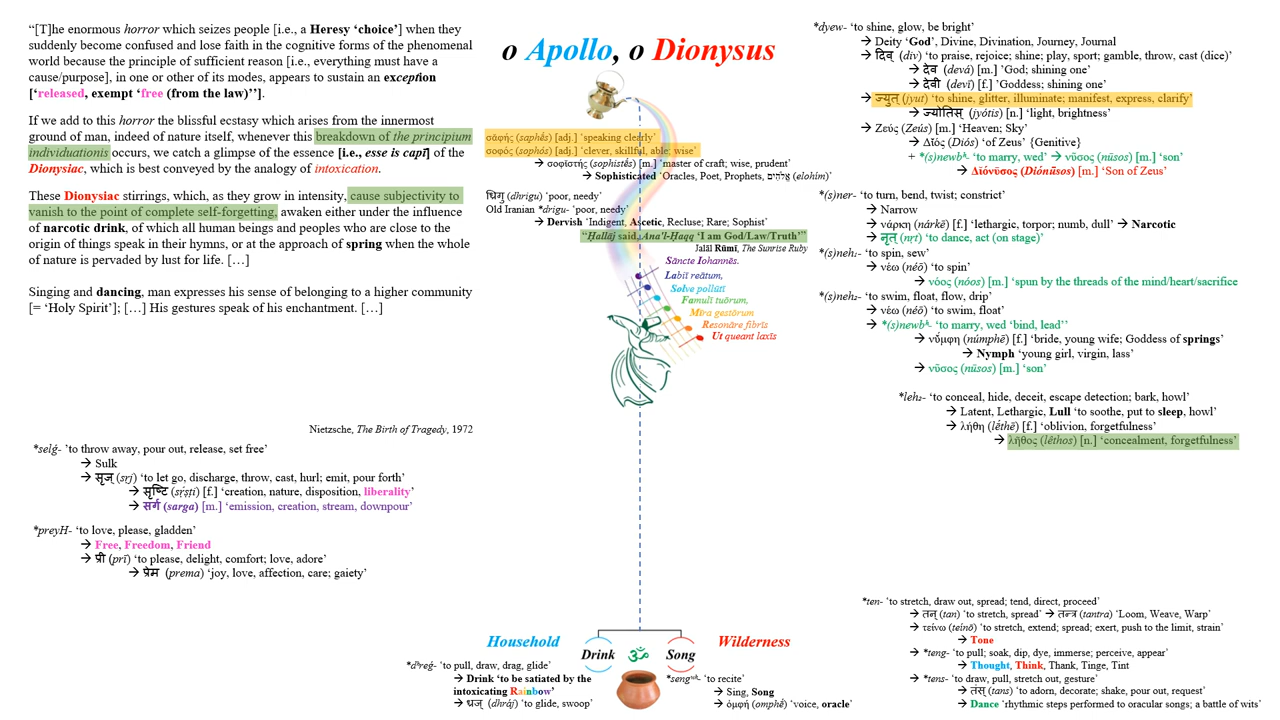 “[T]he enormous horror which seizes people [i.e., a Heresy ‘choice’] when they
suddenly become confused and lose faith in the cognitive forms of the phenomenal
world because the principle of sufficient reason [i.e., everything must have a
cause/purpose], in one or other of its modes, appears to sustain an exception
[‘released, exempt ‘free (from the law)’’].
If we add to this horror the blissful ecstasy which arises from the innermost
ground of man, indeed of nature itself, whenever this breakdown of the principium
individuationis occurs, we catch a glimpse of the essence [i.e., esse is capī] of the
Dionysiac, which is best conveyed by the analogy of intoxication.
These Dionysiac stirrings, which, as they grow in intensity, cause subjectivity to
vanish to the point of complete self-forgetting, awaken either under the influence
of narcotic drink, of which all human beings and peoples who are close to the
origin of things speak in their hymns, or at the approach of spring when the whole
of nature is pervaded by lust for life. […]
Singing and dancing, man expresses his sense of belonging to a higher community
[= ‘Holy Spirit’]; […] His gestures speak of his enchantment. […]
Nietzsche, The Birth of Tragedy, 1972
*selǵ- ‘to throw away, pour out, release, set free’
→ Sulk
→ सृज् (sṛj) ‘to let go, discharge, throw, cast, hurl; emit, pour forth’
→ सृष्टि (sṛ́ṣṭi) [f.] ‘creation, nature, disposition, liberality’
→ सर्ग (sarga) [m.] ‘emission, creation, stream, downpour’
*preyH- ‘to love, please, gladden’
→ Free, Freedom, Friend
→ प्री (prī) ‘to please, delight, comfort; love, adore’
→ प्रेम (prema) ‘joy, love, affection, care; gaiety’
o Apollo, o Dionysus
σαφής (saphḗs) [adj.] ‘speaking clearly’
σοφός (sophós) [adj.] ‘clever, skillful, able; wise’
→ σοφῐστής (sophistḗs) [m.] ‘master of craft; wise, prudent’
→ Sophisticated ‘Oracles, Poet, Prophets, אֱלֹהִים (elohím)’
ध्रिगु (dhrigu) ‘poor, needy’
Old Iranian *drigu- ‘poor, needy’
→ Dervish ‘Indigent, Ascetic, Recluse; Rare; Sophist’
“Ḥallāj said, Ana'l-Ḥaqq ‘I am God/Law/Truth’”
Jalāl Rūmī, The Sunrise Ruby
Sāncte Iohannēs.
Labiī reātum,
Solve pollūtī
Famulī tuōrum,
Mīra gestōrum
Resonāre fibrīs
Ut queant laxīs
Household
Wilderness
Drink
ॐ
Song
*dʰreǵ- ‘to pull, draw, drag, glide’
→ Drink ‘to be satiated by the
intoxicating Rainbow’
→ ध्रज् (dhráj) ‘to glide, swoop’
*sengʷʰ- ‘to recite’
→ Sing, Song
→ ὀμφή (omphḗ) ‘voice, oracle’
*dyew- ‘to shine, glow, be bright’
→ Deity ‘God’, Divine, Divination, Journey, Journal
→ दिव् (div) ‘to praise, rejoice; shine; play, sport; gamble, throw, cast (dice)’
→ देव (devá) [m.] ‘God; shining one’
→ देवी (devī) [f.] ‘Goddess; shining one’
→ ज्युत् (jyut) ‘to shine, glitter, illuminate; manifest, express, clarify’
→ ज्योतिस् (jyótis) [m.] ‘light, brightness’
→ Ζεύς (Zeús) [m.] ‘Heaven; Sky’
→ Δῐός (Diós) ‘of Zeus’ {Genitive}
+ *(s)newbʰ- ‘to marry, wed’ → νῦσος (nũsos) [m.] ‘son’
→ Διόνῡσος (Diónūsos) [m.] ‘Son of Zeus’
*(s)ner- ‘to turn, bend, twist; constrict’
→ Narrow
→ νάρκη (nárkē) [f.] ‘lethargic, torpor; numb, dull’ → Narcotic
→ नृत् (nṛt) ‘to dance, act (on stage)’
*(s)neh₁- ‘to spin, sew’
→ νέω (néō) ‘to spin’
→ νόος (nóos) ‘spun by the threads of the mind/heart/sacrifice
*(s)neh₂- ‘to swim, float, flow, drip’
→ νέω (néō) ‘to swim, float’
→ *(s)newbʰ- ‘to marry, wed ‘bind, lead’’
→ νῠ́μφη (númphē) [f.] ‘bride, young wife; Goddess of springs’
→ Nymph ‘young girl, virgin, lass’
→ νῦσος (nũsos) [m.] ‘son’
*leh₂- ‘to conceal, hide, deceit, escape detection; bark, howl’
→ Latent, Lethargic, Lull ‘to soothe, put to sleep, howl’
→ λήθη (lḗthē) [f.] ‘oblivion, forgetfulness’
→ λῆθος (lêthos) [n.] ‘concealment, forgetfulness’
*ten- ‘to stretch, draw out, spread; tend, direct, proceed’
→ तन् (tan) ‘to stretch, spread’ → तन्त्र (tantra) ‘Loom, Weave, Warp’
→ τείνω (teínō) ‘to stretch, extend; spread; exert, push to the limit, strain’
→ Tone
→ *teng- ‘to pull; soak, dip, dye, immerse; perceive, appear’
→ Thought, Think, Thank, Tinge, Tint
→ *tens- ‘to draw, pull, stretch out, gesture’
→ तंस् (tans) ‘to adorn, decorate; shake, pour out, request’
→ Dance ‘rhythmic steps performed to oracular songs; a battle of wits’